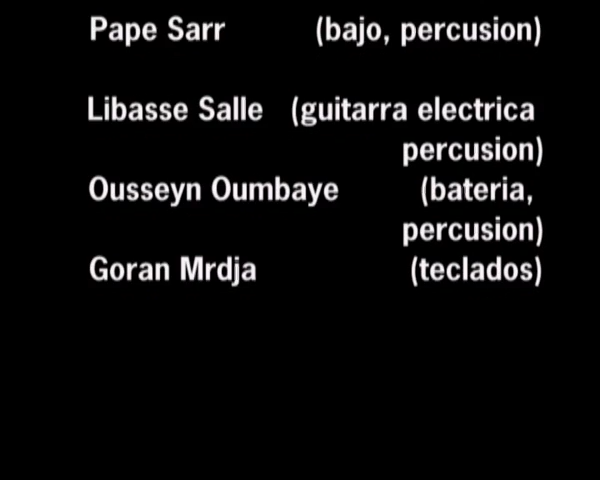 Pape Sarr (bajo, percusion)
Libasse Salle (guitarra electrica
percusion)
Ousseyn Oumbaye (bateria,
percusion)
Goran Mrdja (teclados)